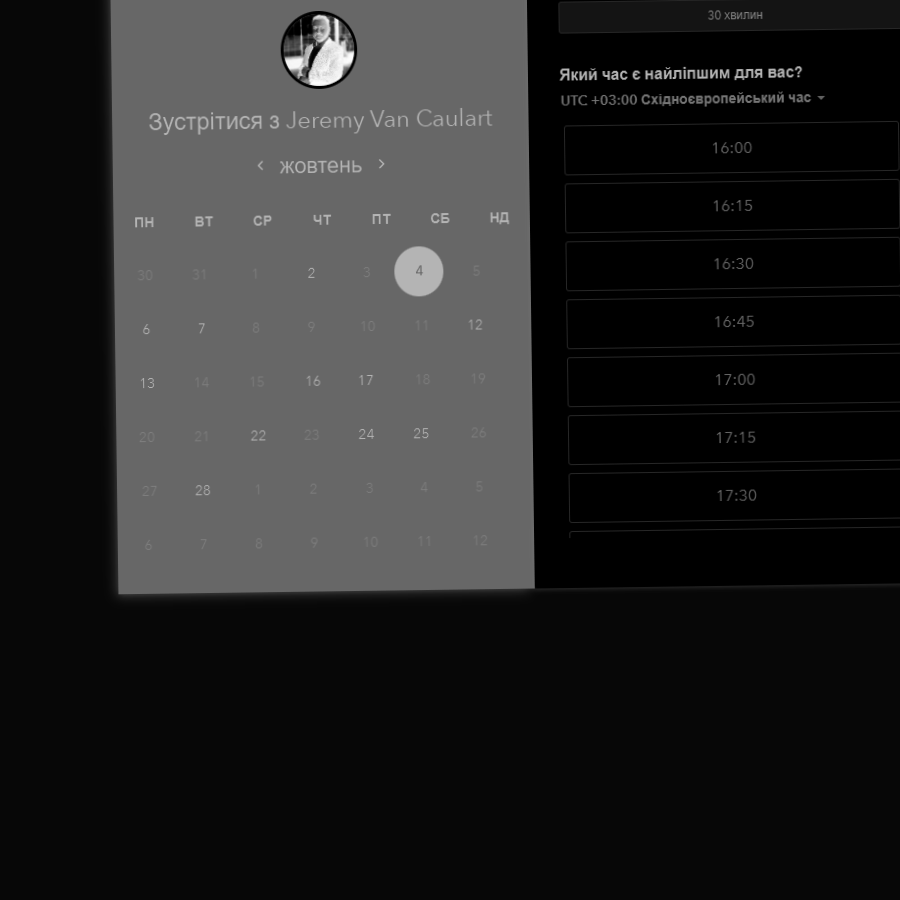 Зустрітися з Jeremy Van Caulart
жовтень
ПН ВТ СР ЧТ ПТ СБ НД
30 31 1 2 3 4 5
6 7 8 9 10 11 12
13 14 15 16 17 18 19
20 21 22 23 24 25 26
27 28 1 2 3 4 5
6 7 8 9 10 11 12
30 хвилин
Який час є найліпшим для вас?
UTC +03:00 Східноєвропейський час
16:00
16:15
16:30
16:45
17:00
17:15
17:30